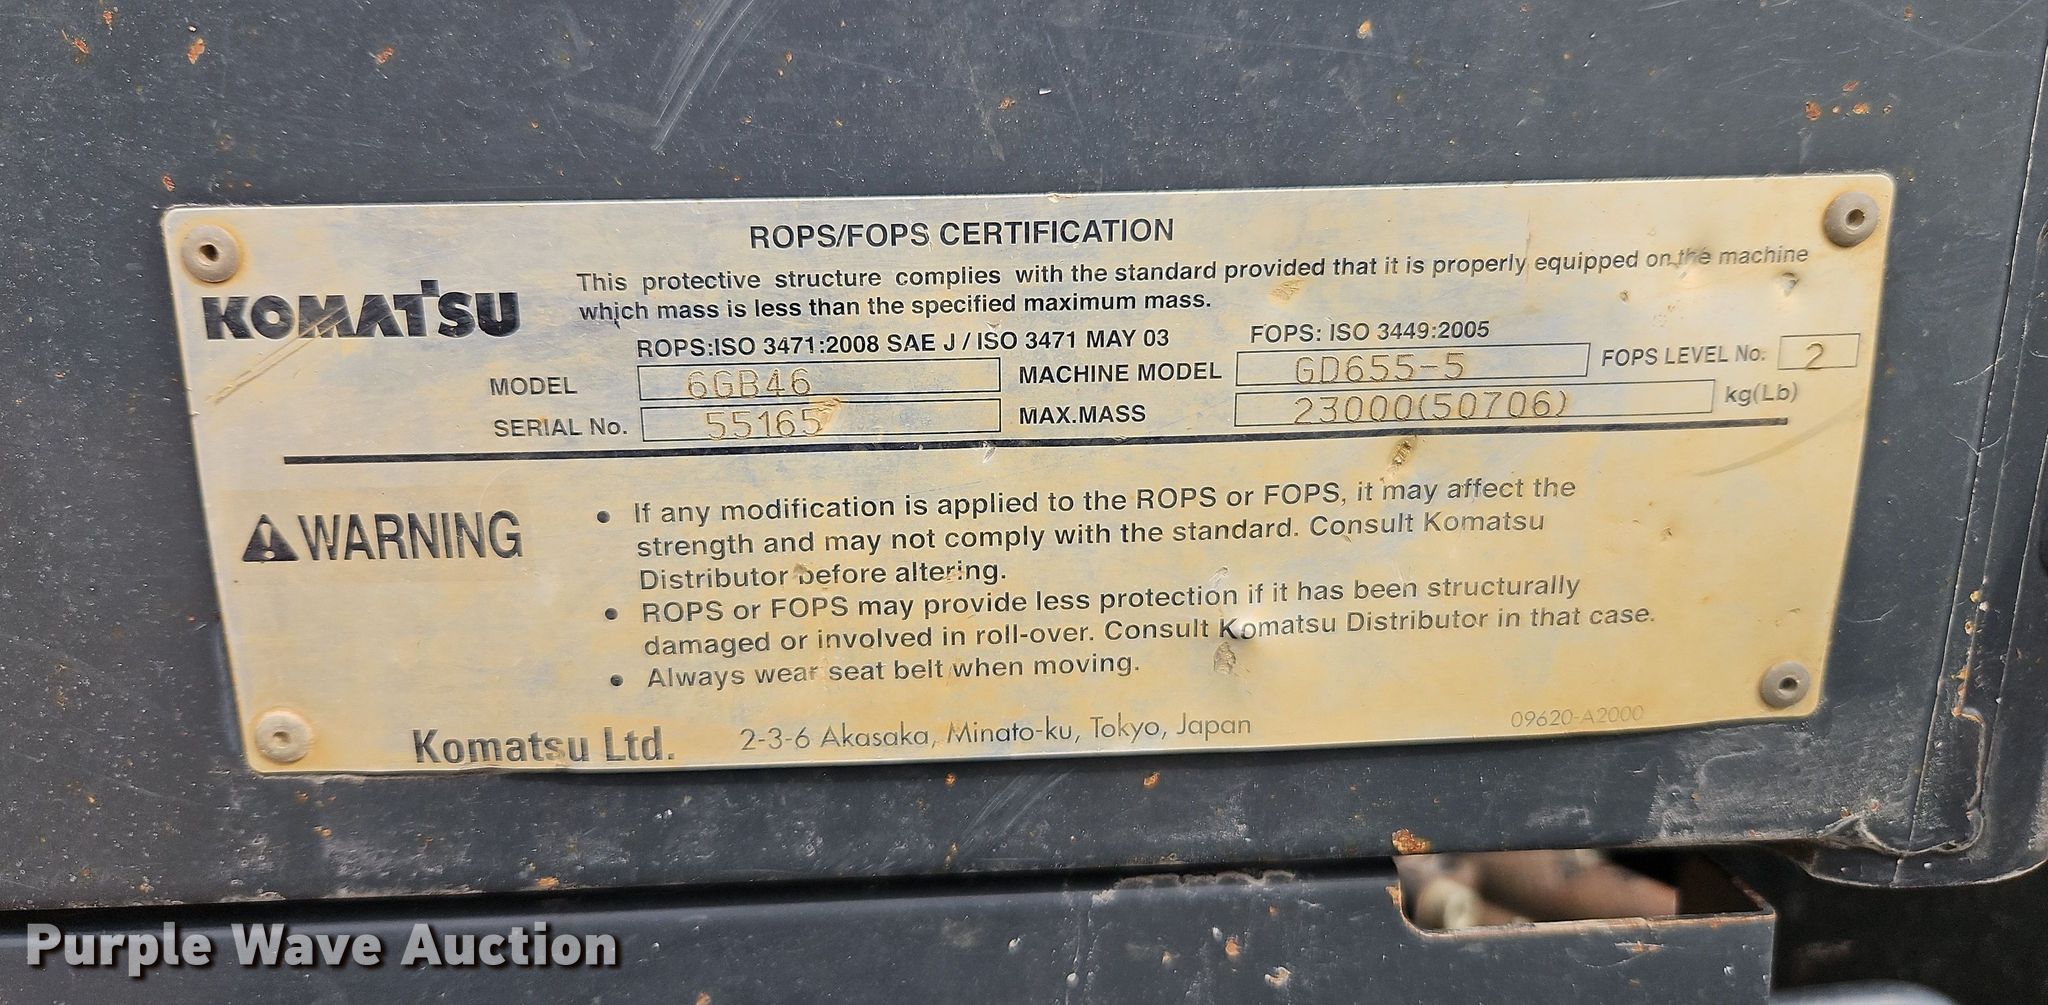 ROPS/FOPS CERTIFICATION
KOMATSU
This protective structure complies with the standard provided that it is properly equipped on the machine
which mass is less than the specified maximum mass.
ROPS:ISO 3471:2008 SAE J / ISO 3471 MAY 03 FOPS: ISO 3449:2005
MODEL 6GB46 MACHINE MODEL GD655-5 FOPS LEVEL No. 2
SERIAL No. 55165 MAX.MASS 23000(50706) kg(Lb)
WARNING
• If any modification is applied to the ROPS or FOPS, it may affect the
strength and may not comply with the standard. Consult Komatsu
Distributor before altering.
• ROPS or FOPS may provide less protection if it has been structurally
damaged or involved in roll-over. Consult Komatsu Distributor in that case.
• Always wear seat belt when moving.
Komatsu Ltd. 2-3-6 Akasaka, Minato-ku, Tokyo, Japan 09620-A2000
Purple Wave Auction